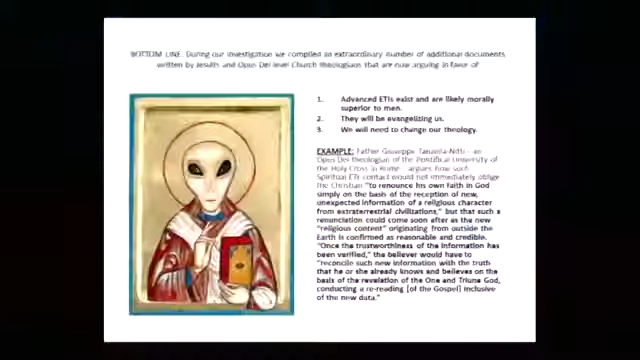 BOTTOM LINE: During our investigation we compiled an extraordinary number of additional documents
written by Jesuits and Opus Dei level Church theologians that are now arguing in favor of
1. Advanced ETIs exist and are likely morally
superior to men.
2. They will be evangelizing us.
3. We will need to change our theology.
EXAMPLE: Father Giuseppe Tanzella-Nitti - an
Opus Dei theologian of the Pontifical University of
the Holy Cross in Rome - argues how such
Spiritual ETI contact would not immediately oblige
the Christian "to renounce his own faith in God
simply on the basis of the reception of new,
unexpected information of a religious character
from extraterrestrial civilizations," but that such a
renunciation could come soon after as the new
"religious content" originating from outside the
Earth is confirmed as reasonable and credible.
"Once the trustworthiness of the information has
been verified," the believer would have to
"reconcile such new information with the truth
that he or she already knows and believes on the
basis of the revelation of the One and Triune God,
conducting a re-reading [of the Gospel] inclusive
of the new data."